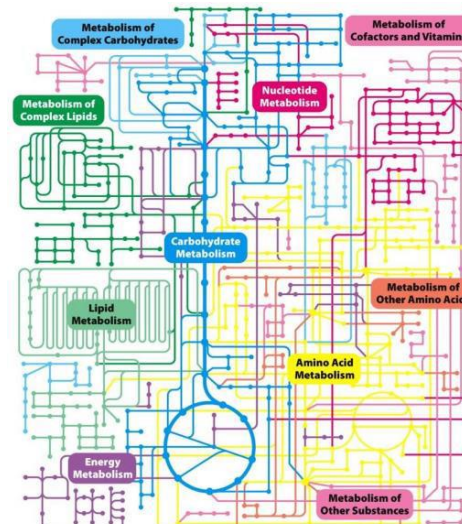 Metabolism of
Complex Carbohydrates
Metabolism of
Cofactors and Vitamin
Nucleotide
Metabolism
Metabolism of
Complex Lipids
Carbohydrate
Metabolism
Metabolism of
Other Amino Acid
Lipid
Metabolism
Amino Acid
Metabolism
Energy
Metabolism
Metabolism of
Other Substances